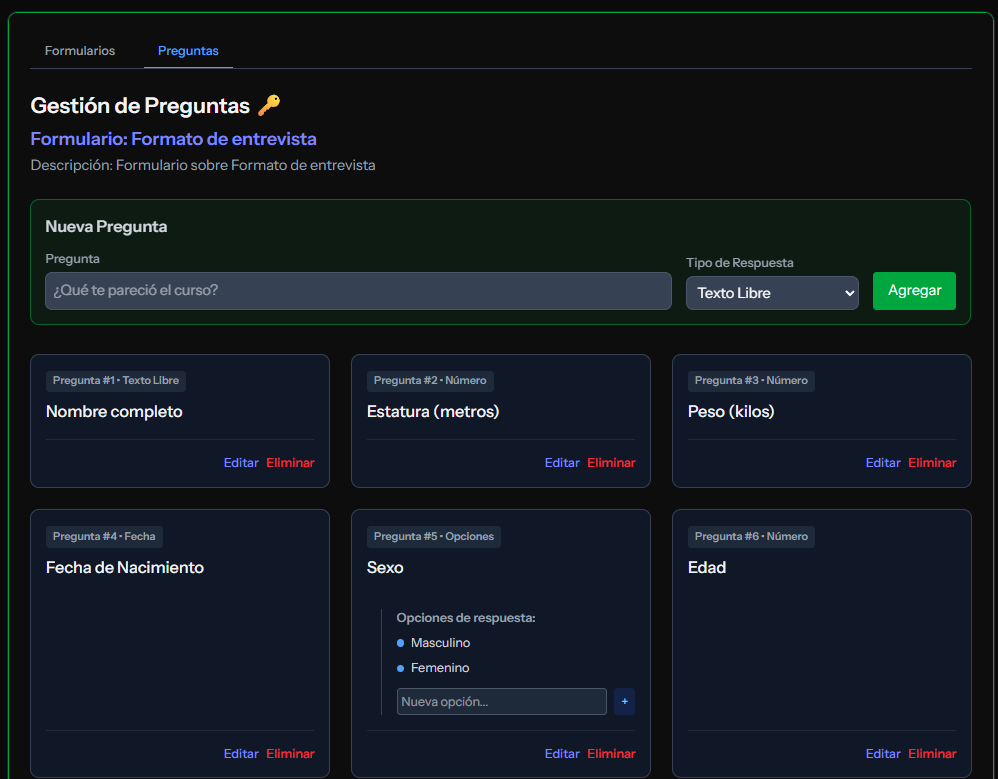 Formularios Preguntas
Gestión de Preguntas 🔑
Formulario: Formato de entrevista
Descripción: Formulario sobre Formato de entrevista
Nueva Pregunta
Pregunta
¿Qué te pareció el curso?
Tipo de Respuesta
Texto Libre
Agregar
Pregunta #1 • Texto Libre
Nombre completo
Editar Eliminar
Pregunta #2 • Número
Estatura (metros)
Editar Eliminar
Pregunta #3 • Número
Peso (kilos)
Editar Eliminar
Pregunta #4 • Fecha
Fecha de Nacimiento
Editar Eliminar
Pregunta #5 • Opciones
Sexo
Opciones de respuesta:
Masculino
Femenino
Nueva opción...
+
Editar Eliminar
Pregunta #6 • Número
Edad
Editar Eliminar